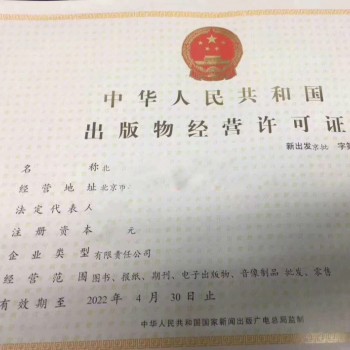 中华人民共和国
出版物经营许可证
新出发京批 字第
名 称 北
经营地址 北京市
法定代表人
注册资本 元
企业类型 有限责任公司
经营范围 图书、报纸、期刊、电子出版物、音像制品 批发、零售
有效期至 2022年 4月 30日止
中华人民共和国国家新闻出版广电总局监制